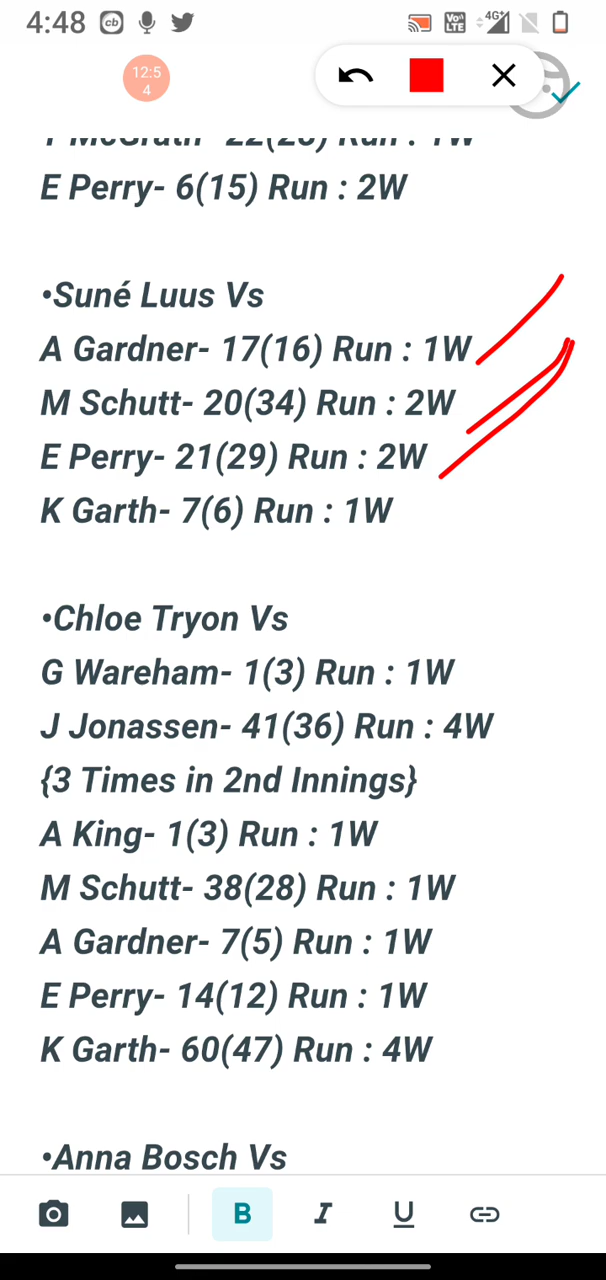 4:48
cb
Vo))
LTE
4G+
12:5
4
E Perry- 6(15) Run : 2W
•Suné Luus Vs
A Gardner- 17(16) Run : 1W
M Schutt- 20(34) Run : 2W
E Perry- 21(29) Run : 2W
K Garth- 7(6) Run : 1W
•Chloe Tryon Vs
G Wareham- 1(3) Run : 1W
J Jonassen- 41(36) Run : 4W
{3 Times in 2nd Innings}
A King- 1(3) Run : 1W
M Schutt- 38(28) Run : 1W
A Gardner- 7(5) Run : 1W
E Perry- 14(12) Run : 1W
K Garth- 60(47) Run : 4W
•Anna Bosch Vs
B I U